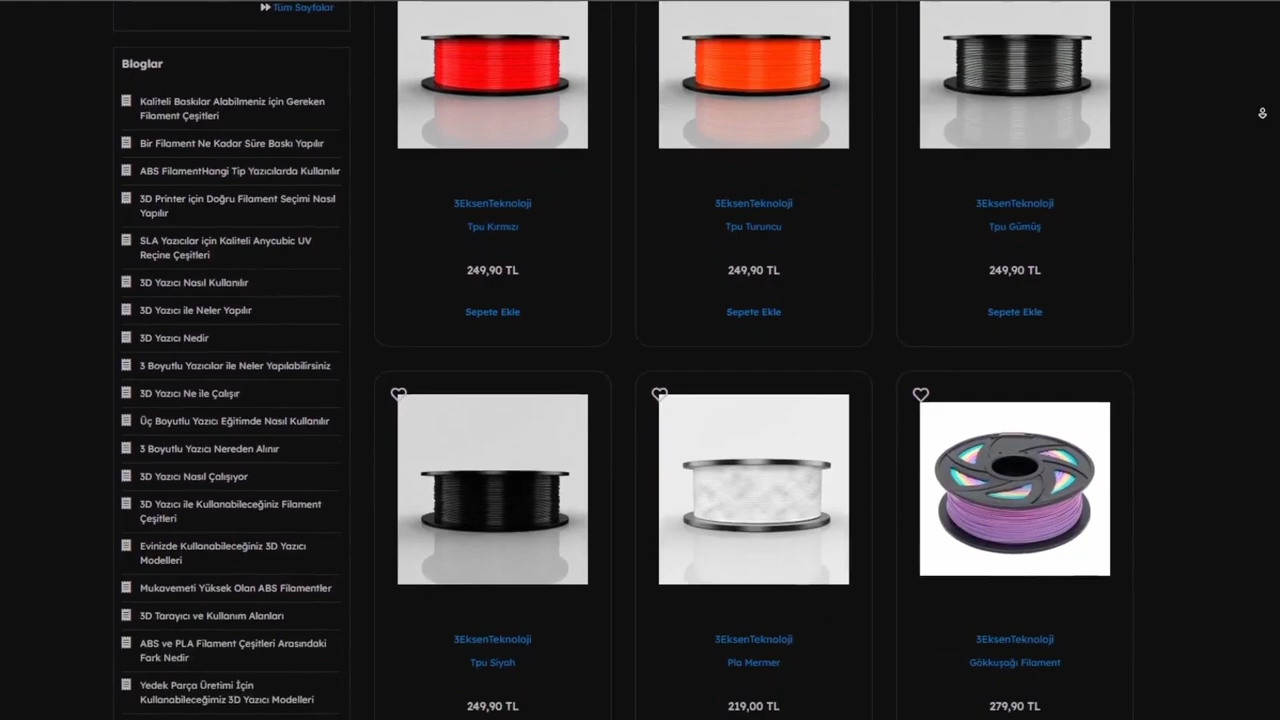 Tüm Sayfalar
Bloglar
Kaliteli Baskılar Alabilmeniz için Gereken
Filament Çeşitleri
Bir Filament Ne Kadar Süre Baskı Yapılır
ABS FilamentHangi Tip Yazıcılarda Kullanılır
3D Printer için Doğru Filament Seçimi Nasıl
Yapılır
SLA Yazıcılar için Kaliteli Anycubic UV
Reçine Çeşitleri
3D Yazıcı Nasıl Kullanılır
3D Yazıcı ile Neler Yapılır
3D Yazıcı Nedir
3 Boyutlu Yazıcılar ile Neler Yapılabilirsiniz
3D Yazıcı Ne ile Çalışır
Üç Boyutlu Yazıcı Eğitimde Nasıl Kullanılır
3 Boyutlu Yazıcı Nereden Alınır
3D Yazıcı Nasıl Çalışıyor
3D Yazıcı ile Kullanabileceğiniz Filament
Çeşitleri
Evinizde Kullanabileceğiniz 3D Yazıcı
Modelleri
Mukavemeti Yüksek Olan ABS Filamentler
3D Tarayıcı ve Kullanım Alanları
ABS ve PLA Filament Çeşitleri Arasındaki
Fark Nedir
Yedek Parça Üretimi İçin
Kullanabileceğimiz 3D Yazıcı Modelleri
3EksenTeknoloji
Tpu Kırmızı
249,90 TL
Sepete Ekle
3EksenTeknoloji
Tpu Turuncu
249,90 TL
Sepete Ekle
3EksenTeknoloji
Tpu Gümüş
249,90 TL
Sepete Ekle
3EksenTeknoloji
Tpu Siyah
249,90 TL
3EksenTeknoloji
Pla Mermer
219,00 TL
3EksenTeknoloji
Gökkuşağı Filament
279,90 TL